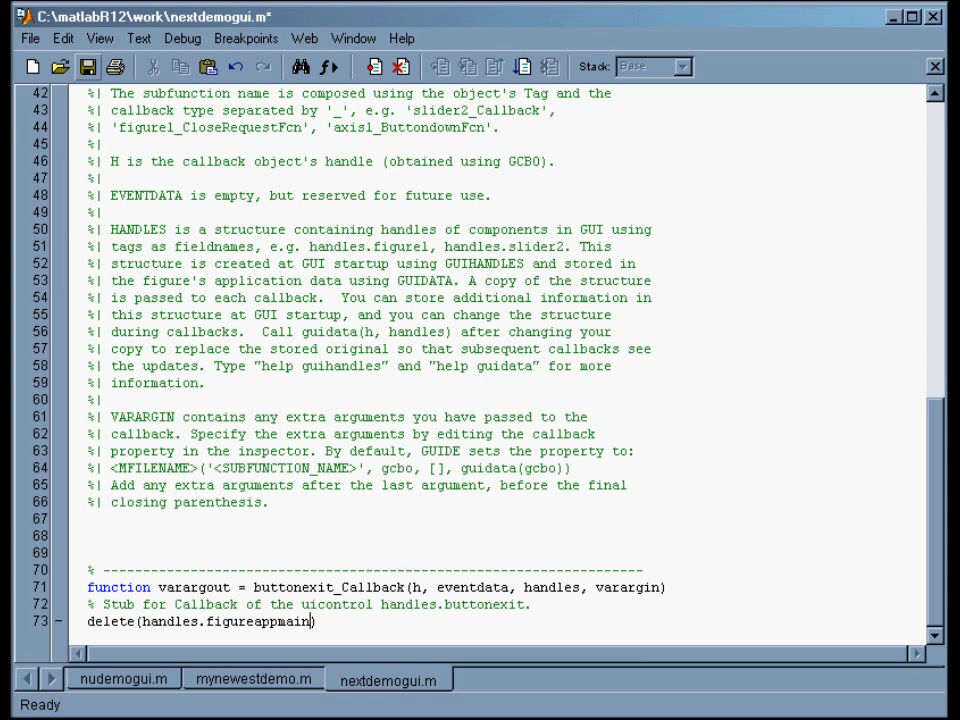 C:\matlabR12\work\nextdemogui.m*
File Edit View Text Debug Breakpoints Web Window Help
Stack: Base
42 %| The subfunction name is composed using the object's Tag and the
43 %| callback type separated by '_', e.g. 'slider2_Callback',
44 %| 'figure1_CloseRequestFcn', 'axis1_ButtondownFcn'.
45 %|
46 %| H is the callback object's handle (obtained using GCBO).
47 %|
48 %| EVENTDATA is empty, but reserved for future use.
49 %|
50 %| HANDLES is a structure containing handles of components in GUI using
51 %| tags as fieldnames, e.g. handles.figure1, handles.slider2. This
52 %| structure is created at GUI startup using GUIHANDLES and stored in
53 %| the figure's application data using GUIDATA. A copy of the structure
54 %| is passed to each callback.  You can store additional information in
55 %| this structure at GUI startup, and you can change the structure
56 %| during callbacks.  Call guidata(h, handles) after changing your
57 %| copy to replace the stored original so that subsequent callbacks see
58 %| the updates. Type "help guihandles" and "help guidata" for more
59 %| information.
60 %|
61 %| VARARGIN contains any extra arguments you have passed to the
62 %| callback. Specify the extra arguments by editing the callback
63 %| property in the inspector. By default, GUIDE sets the property to:
64 %| <MFILENAME>('<SUBFUNCTION_NAME>', gcbo, [], guidata(gcbo))
65 %| Add any extra arguments after the last argument, before the final
66 %| closing parenthesis.
67
68
69
70 % --------------------------------------------------------------------
71 function varargout = buttonexit_Callback(h, eventdata, handles, varargin)
72 % Stub for Callback of the uicontrol handles.buttonexit.
73 – delete(handles.figureappmain)
nudemogui.m mynewestdemo.m nextdemogui.m
Ready